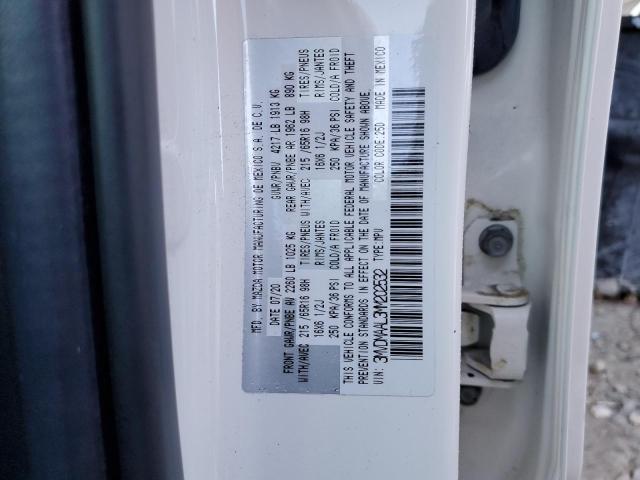 MFD. BY MAZDA MOTOR MANUFACTURING DE MEXICO S.A. DE C.V.
DATE 07/20 GVWR/PNBV 4217 LB 1913 KG
FRONT GAWR/PNBE AV 2260 LB 1025 KG REAR GAWR/PNBE AR 1962 LB 890 KG
WITH/AVEC 215 /65R16 98H TIRES/PNEUS WITH/AVEC 215 /65R16 98H TIRES/PNEUS
16X6 1/2J RIMS/JANTES 16X6 1/2J RIMS/JANTES
250 KPA/36 PSI COLD/A FROID 250 KPA/36 PSI COLD/A FROID
THIS VEHICLE CONFORMS TO ALL APPLICABLE FEDERAL MOTOR VEHICLE SAFETY AND THEFT
PREVENTION STANDARDS IN EFFECT ON THE DATE OF MANUFACTURE SHOWN ABOVE.
COLOR CODE:25D MADE IN MEXICO
VIN: 3MVDMAAL3MM202532 TYPE:MPV